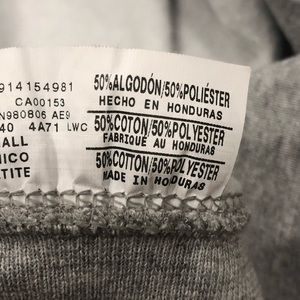 914154981
CA00153
N980806 AE9
40 4A71 LWC
ALL
ICO
TITE
50%ALGODÓN/50%POLIÉSTER
HECHO EN HONDURAS
50%COTON/50%POLYESTER
FABRIQUÉ AU HONDURAS
50%COTTON/50%POLYESTER
MADE IN HONDURAS